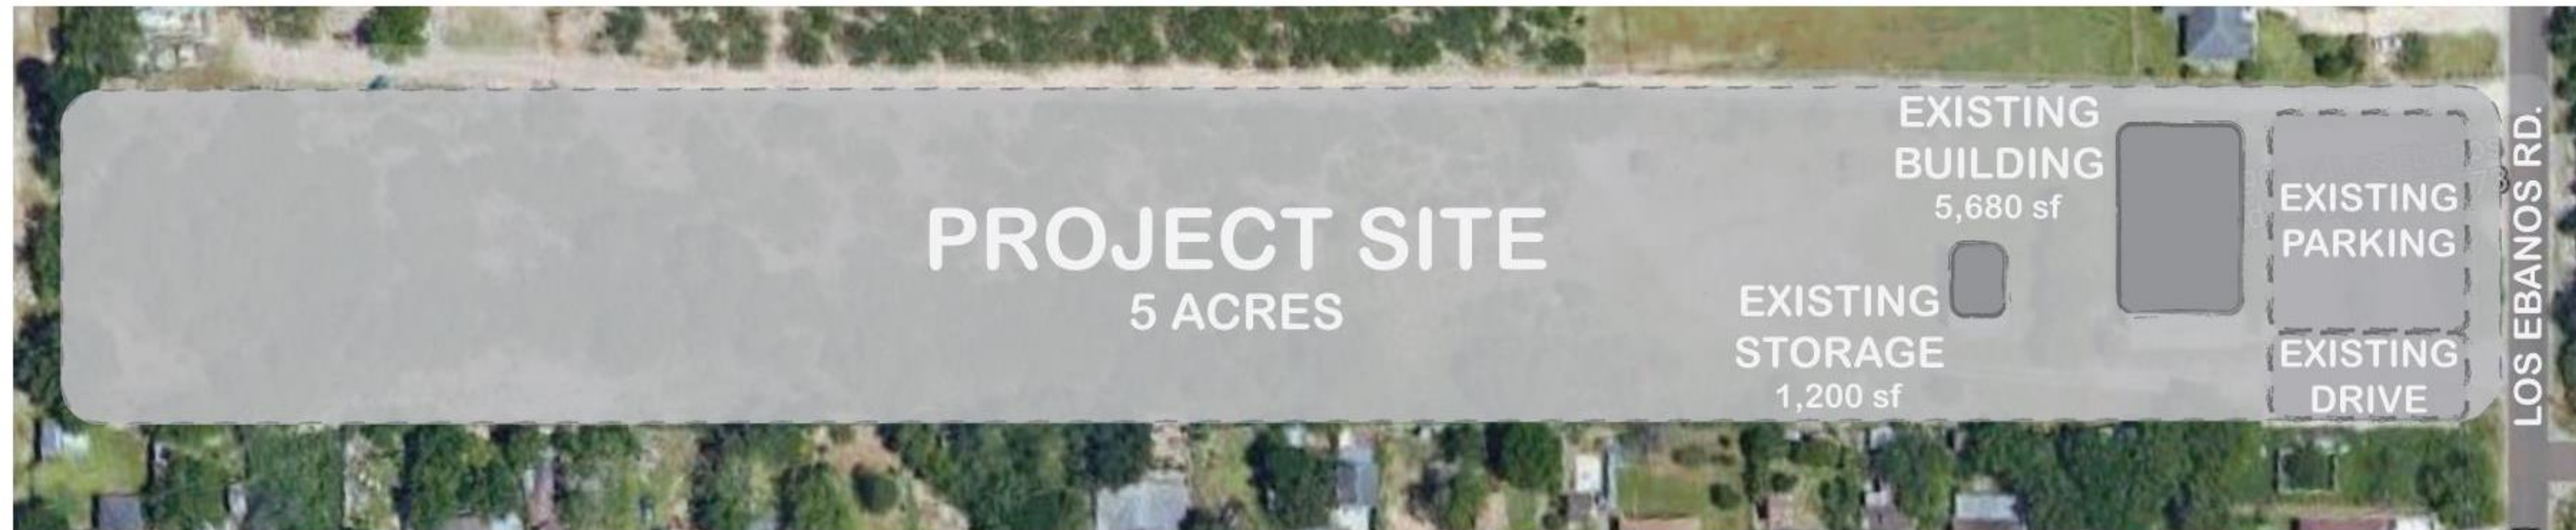 PROJECT SITE
5 ACRES
EXISTING
BUILDING
5,680 sf
EXISTING
STORAGE
1,200 sf
EXISTING
PARKING
EXISTING
DRIVE
LOS EBANOS RD.